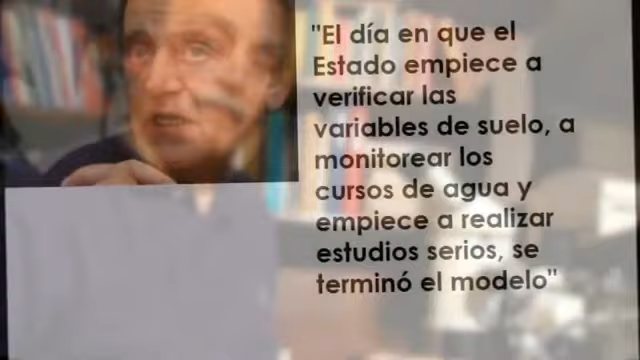 "El día en que el
Estado empiece a
verificar las
variables de suelo, a
monitorear los
cursos de agua y
empiece a realizar
estudios serios, se
terminó el modelo"